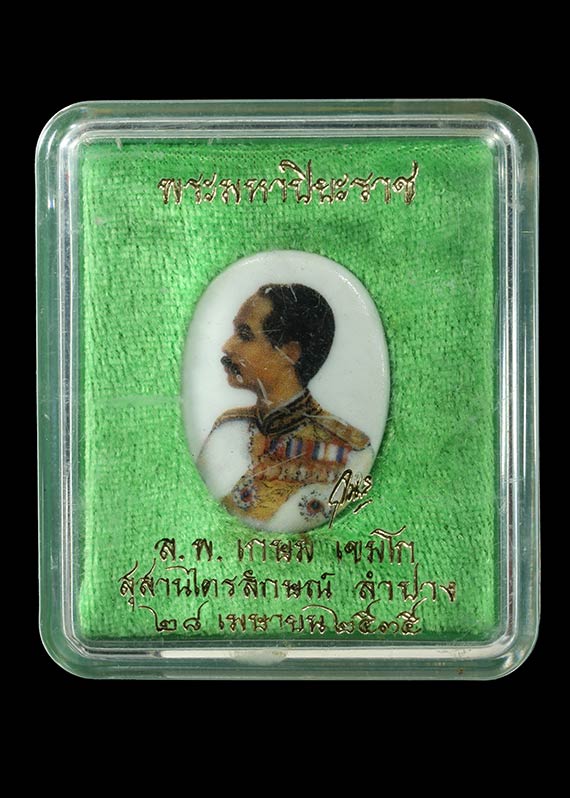 พระมหาปิยะราช
ล.พ. เกษม เขมโก
สุสานไตรลักษณ์ ลำปาง
๒๘ เมษายน ๒๕๓๕